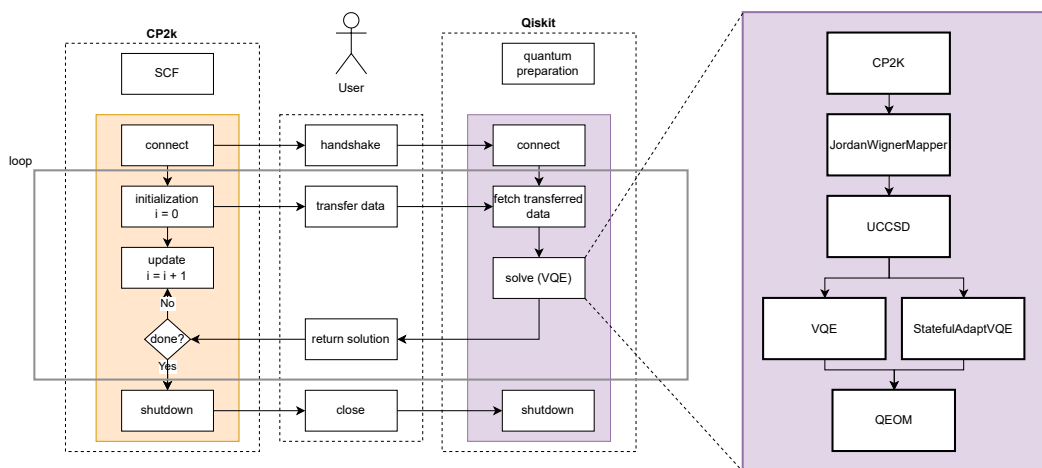 CP2k
SCF
User
Qiskit
quantum
preparation
loop
connect
handshake
connect
initialization
i = 0
transfer data
fetch transferred
data
update
i = i + 1
solve (VQE)
No
done?
Yes
return solution
shutdown
close
shutdown
CP2K
JordanWignerMapper
UCCSD
VQE
StatefulAdaptVQE
QEOM